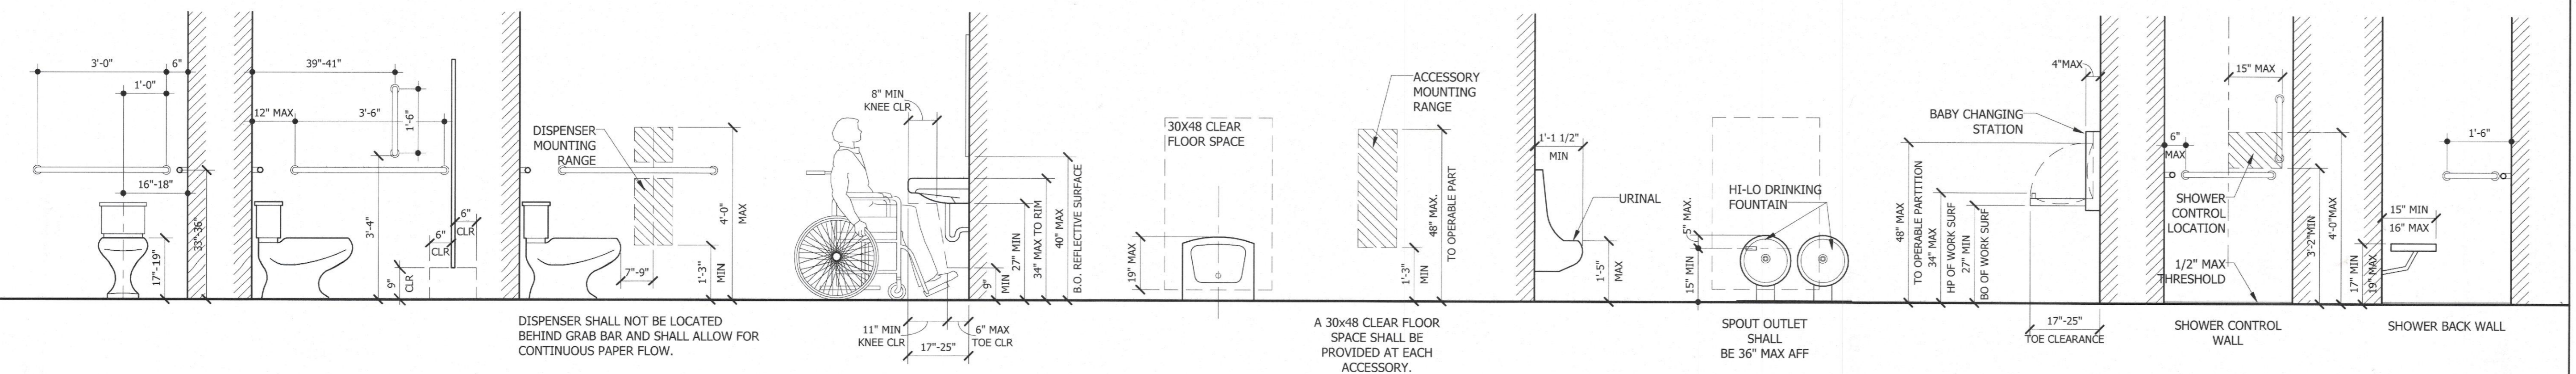 3'-0"
6"
1'-0"
16"-18"
17"-19"
33"-36"
39"-41"
12" MAX
3'-6"
1'-6"
3'-4"
6"
CLR
6"
CLR
9"
CLR
DISPENSER
MOUNTING
RANGE
7"-9"
1'-3"
MIN
4'-0"
MAX
DISPENSER SHALL NOT BE LOCATED
BEHIND GRAB BAR AND SHALL ALLOW FOR
CONTINUOUS PAPER FLOW.
8" MIN
KNEE CLR
9"
MIN
27" MIN
34" MAX TO RIM
40" MAX
B.O. REFLECTIVE SURFACE
11" MIN
KNEE CLR
6" MAX
TOE CLR
17"-25"
30X48 CLEAR
FLOOR SPACE
19" MAX
ACCESSORY
MOUNTING
RANGE
1'-3"
MIN
48" MAX.
TO OPERABLE PART
A 30x48 CLEAR FLOOR
SPACE SHALL BE
PROVIDED AT EACH
ACCESSORY.
1'-1 1/2"
MIN
URINAL
1'-5"
MAX
5" MAX.
15" MIN
HI-LO DRINKING
FOUNTAIN
SPOUT OUTLET
SHALL
BE 36" MAX AFF
4"MAX
BABY CHANGING
STATION
48" MAX
TO OPERABLE PARTITION
34" MAX
HP OF WORK SURF
27" MIN
BO OF WORK SURF
17"-25"
TOE CLEARANCE
15" MAX
6"
MAX
SHOWER
CONTROL
LOCATION
1/2" MAX
THRESHOLD
3'-2"MIN
4'-0"MAX
SHOWER CONTROL
WALL
1'-6"
15" MIN
16" MAX
17" MIN
19" MAX
SHOWER BACK WALL